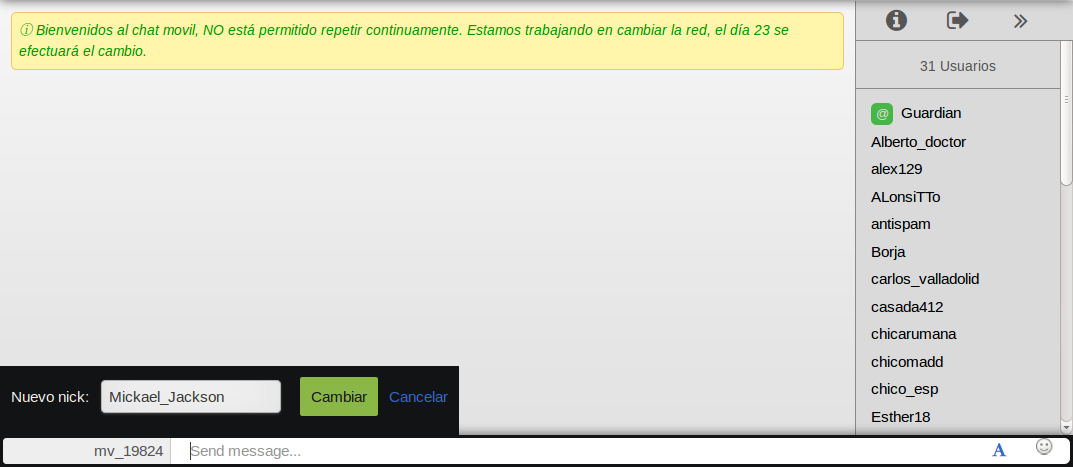 ⓘ Bienvenidos al chat movil, NO está permitido repetir continuamente. Estamos trabajando en cambiar la red, el día 23 se
efectuará el cambio.
31 Usuarios
@ Guardian
Alberto_doctor
alex129
ALonsiTTo
antispam
Borja
carlos_valladolid
casada412
chicarumana
chicomadd
chico_esp
Esther18
Nuevo nick: Mickael_Jackson Cambiar Cancelar
mv_19824 Send message... A